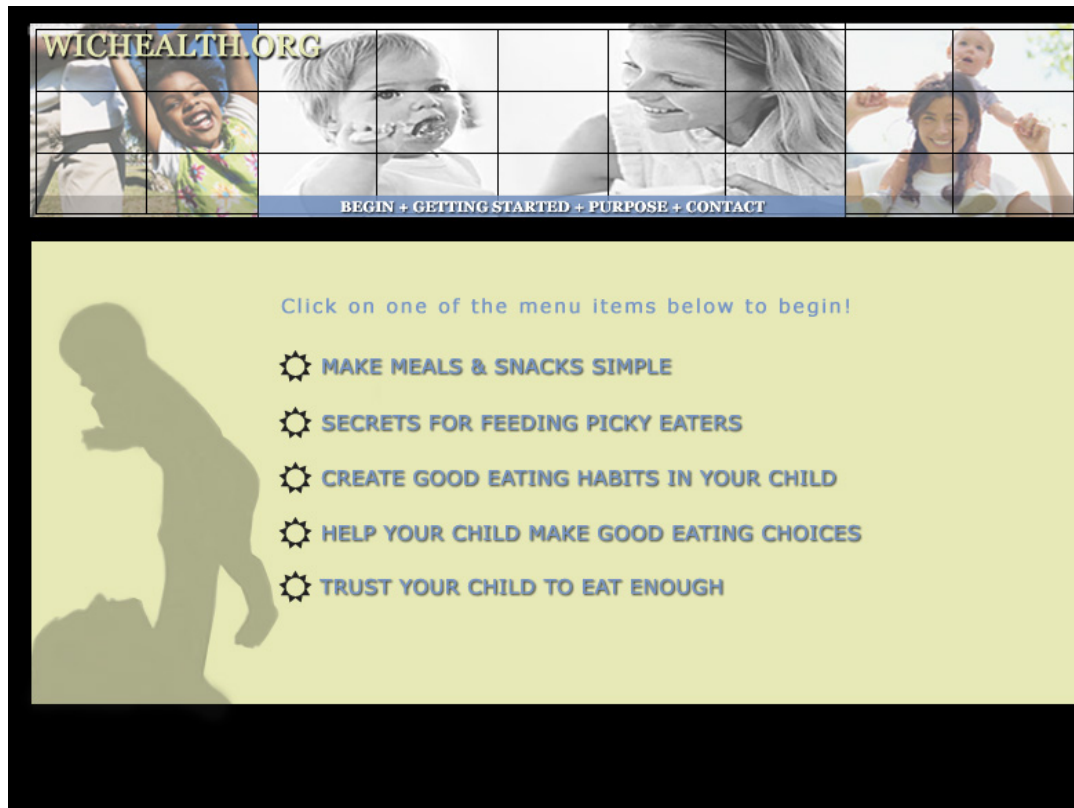 WICHEALTH.ORG
BEGIN + GETTING STARTED + PURPOSE + CONTACT
Click on one of the menu items below to begin!
MAKE MEALS & SNACKS SIMPLE
SECRETS FOR FEEDING PICKY EATERS
CREATE GOOD EATING HABITS IN YOUR CHILD
HELP YOUR CHILD MAKE GOOD EATING CHOICES
TRUST YOUR CHILD TO EAT ENOUGH